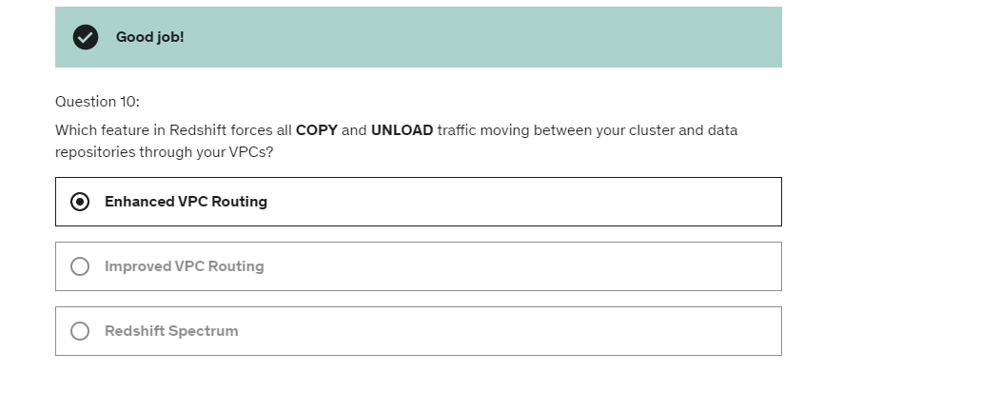 Good job!
Question 10:
Which feature in Redshift forces all COPY and UNLOAD traffic moving between your cluster and data
repositories through your VPCs?
Enhanced VPC Routing
Improved VPC Routing
Redshift Spectrum